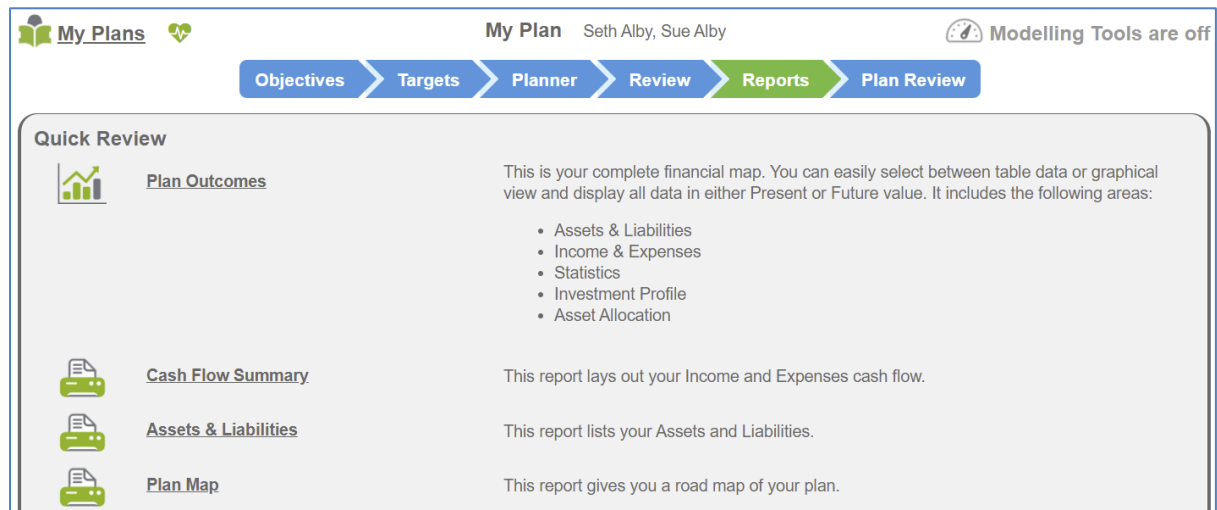 My Plans
My Plan Seth Alby, Sue Alby
Modelling Tools are off
Objectives Targets Planner Review Reports Plan Review
Quick Review
Plan Outcomes
This is your complete financial map. You can easily select between table data or graphical
view and display all data in either Present or Future value. It includes the following areas:
• Assets & Liabilities
• Income & Expenses
• Statistics
• Investment Profile
• Asset Allocation
Cash Flow Summary
This report lays out your Income and Expenses cash flow.
Assets & Liabilities
This report lists your Assets and Liabilities.
Plan Map
This report gives you a road map of your plan.